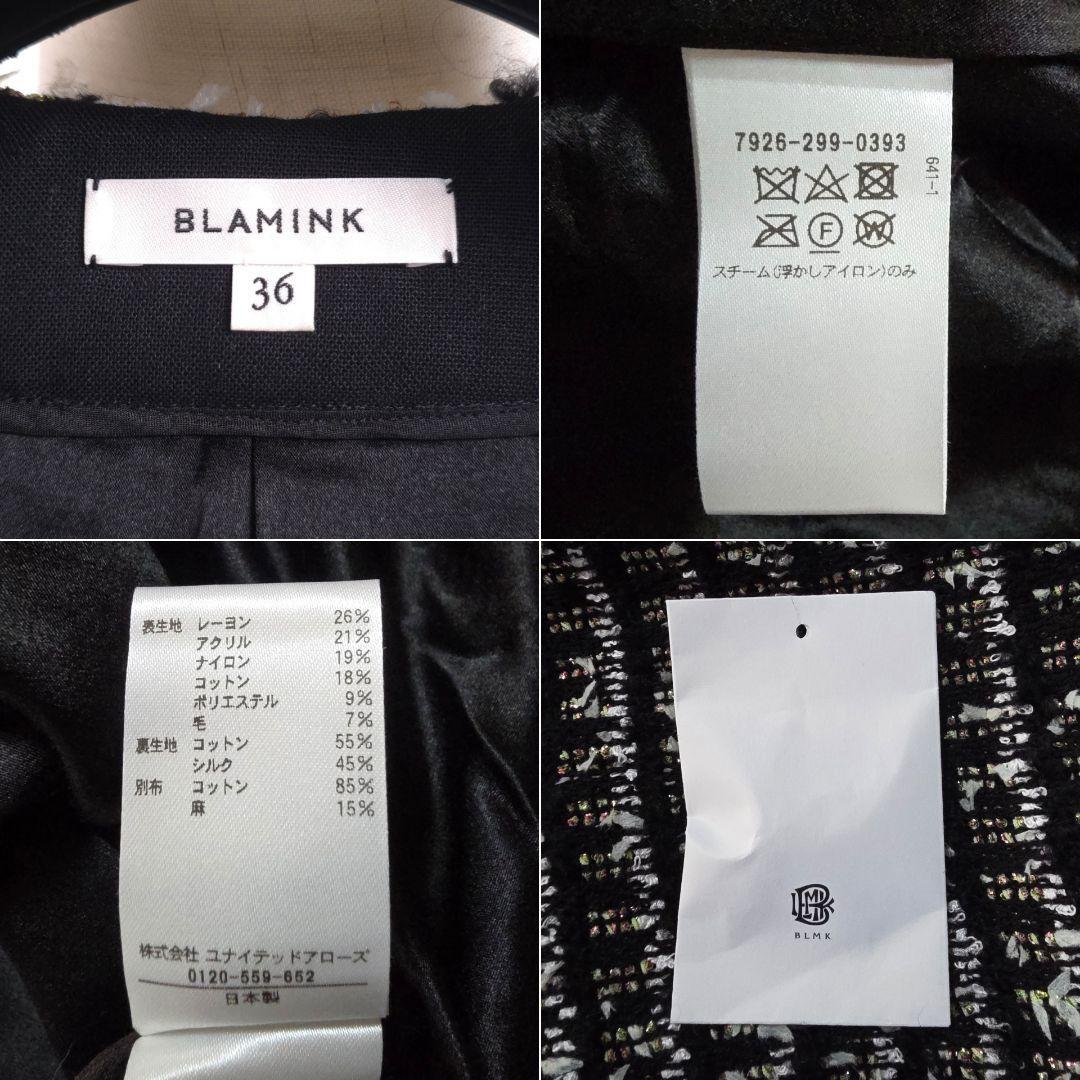 BLAMINK
36
7926-299-0393
641-1
F
W
スチーム(浮かしアイロン)のみ
表生地 レーヨン 26%
アクリル 21%
ナイロン 19%
コットン 18%
ポリエステル 9%
毛 7%
裏生地 コットン 55%
シルク 45%
別布 コットン 85%
麻 15%
株式会社 ユナイテッドアローズ
0120-559-652
日本製
BLMK
BLMK